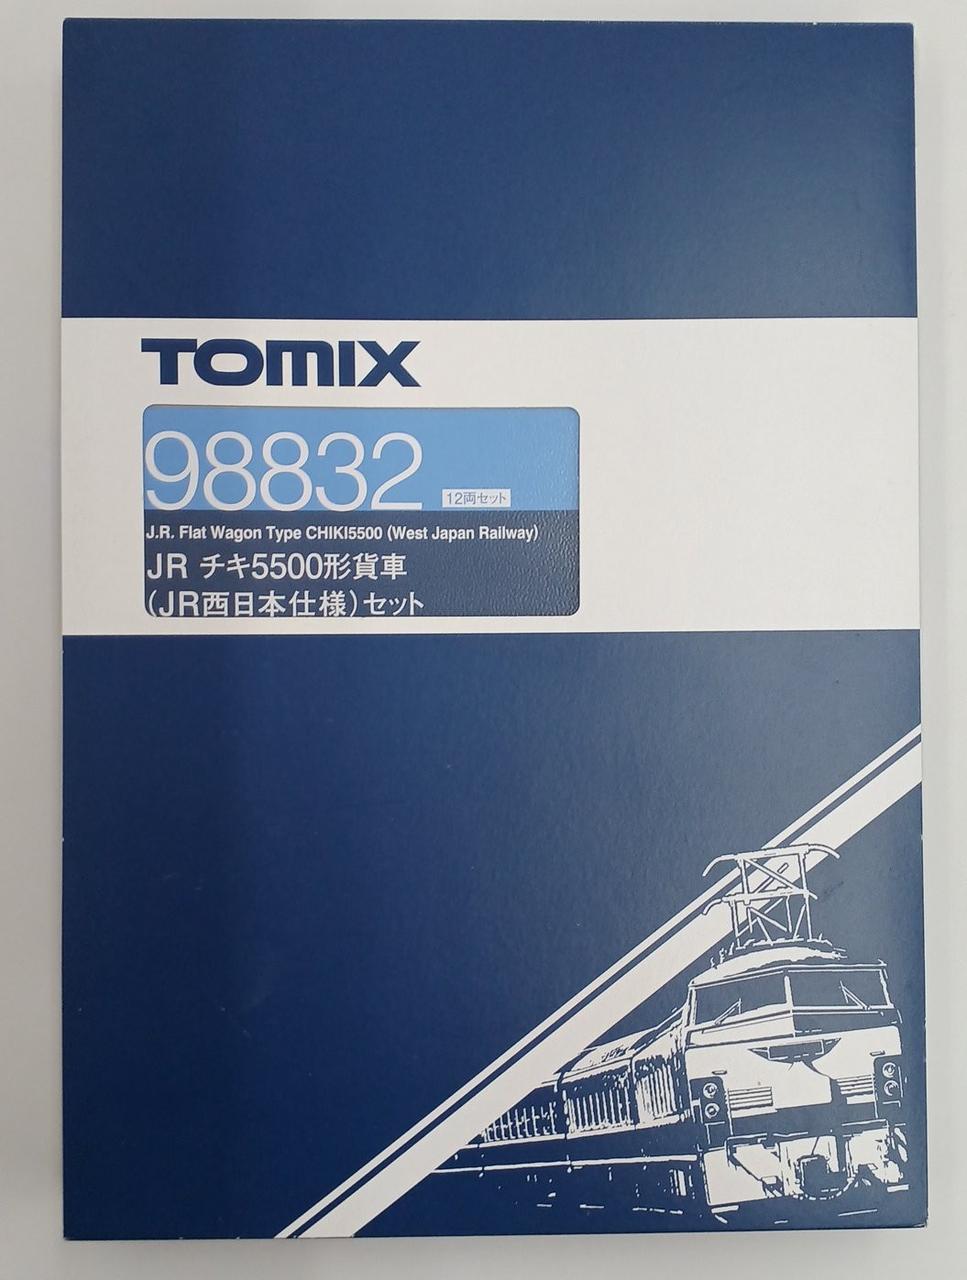 TOMIX
98832 12両セット
J.R. Flat Wagon Type CHIKI5500 (West Japan Railway)
JR チキ5500形貨車
(JR西日本仕様)セット